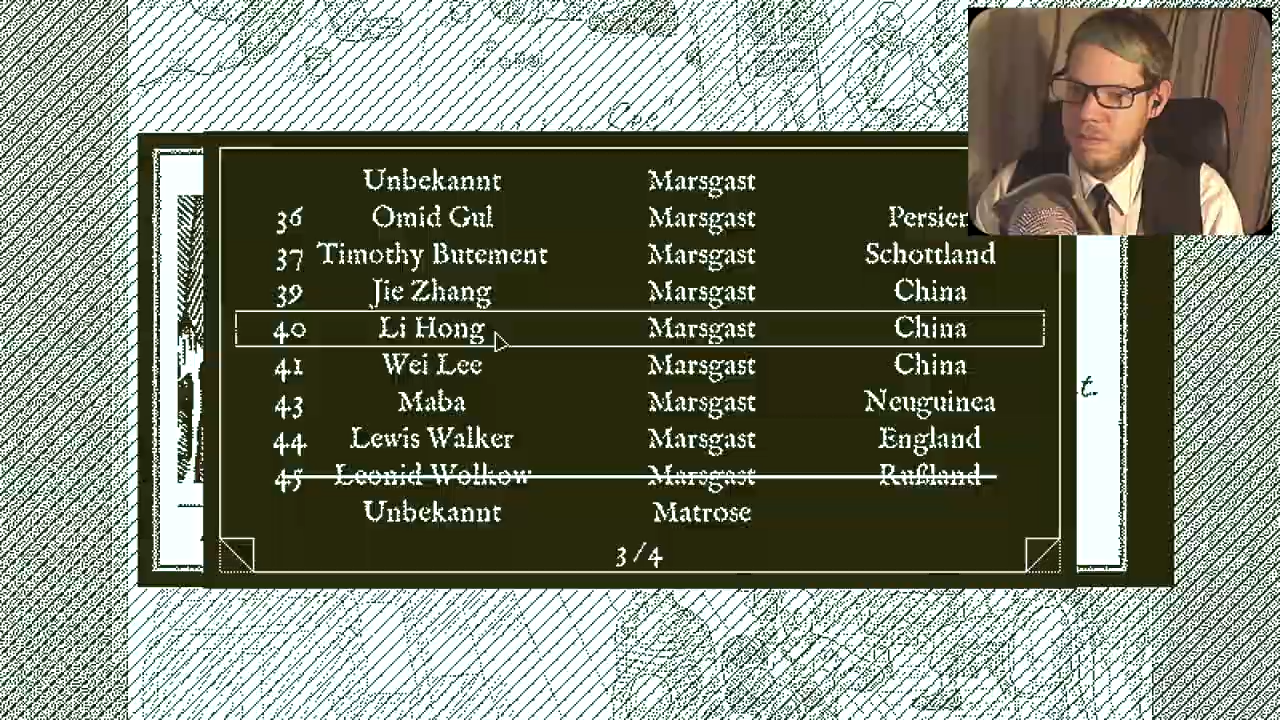 See
Unbekannt Marsgast
36 Omid Gul Marsgast Persien
37 Timothy Butement Marsgast Schottland
39 Jie Zhang Marsgast China
40 Li Hong Marsgast China
41 Wei Lee Marsgast China
43 Maba Marsgast Neuguinea
44 Lewis Walker Marsgast England
45 Leonid Wolkow Marsgast Rußland
Unbekannt Matrose
3/4
t.